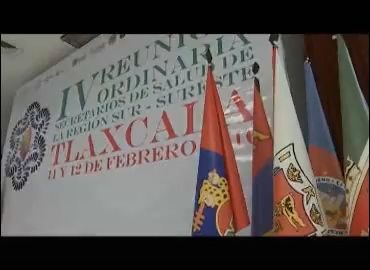 IV REUNIÓN
ORDINARIA
SECRETARIOS DE SALUD DE
LA REGIÓN SUR - SURESTE
TLAXCALA
11 Y 12 DE FEBRERO